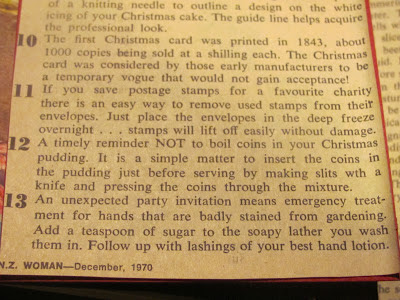 of a knitting needle to outline a design on the white
icing of your Christmas cake. The guide line helps acquire
the professional look.
10 The first Christmas card was printed in 1843, about
1000 copies being sold at a shilling each. The Christmas
card was considered by those early manufacturers to be
a temporary vogue that would not gain acceptance!
11 If you save postage stamps for a favourite charity
there is an easy way to remove used stamps from their
envelopes. Just place the envelopes in the deep freeze
overnight . . . stamps will lift off easily without damage.
12 A timely reminder NOT to boil coins in your Christmas
pudding. It is a simple matter to insert the coins in
the pudding just before serving by making slits wth a
knife and pressing the coins through the mixture.
13 An unexpected party invitation means emergency treat-
ment for hands that are badly stained from gardening.
Add a teaspoon of sugar to the soapy lather you wash
them in. Follow up with lashings of your best hand lotion.
N.Z. WOMAN—December, 1970